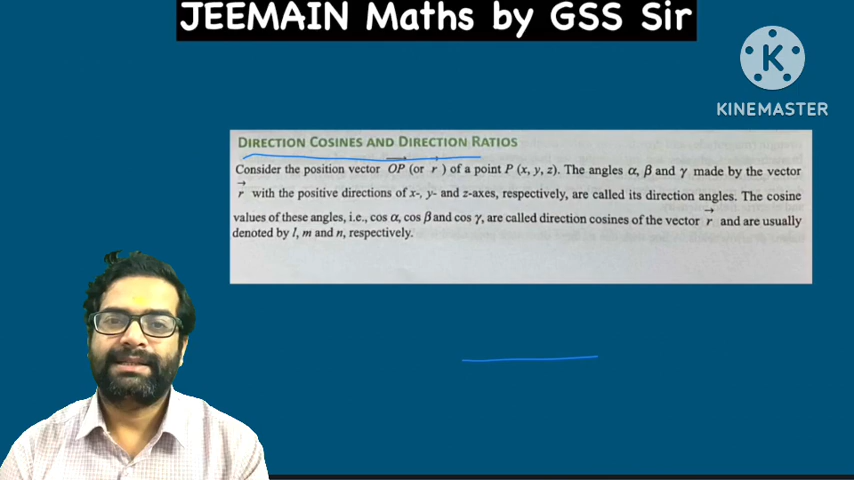 JEEMAIN Maths by GSS Sir
K
KINEMASTER
DIRECTION COSINES AND DIRECTION RATIOS
Consider the position vector OP (or r ) of a point P (x, y, z). The angles α, β and γ made by the vector
r with the positive directions of x-, y- and z-axes, respectively, are called its direction angles. The cosine
values of these angles, i.e., cos α, cos β and cos γ, are called direction cosines of the vector r and are usually
denoted by l, m and n, respectively.